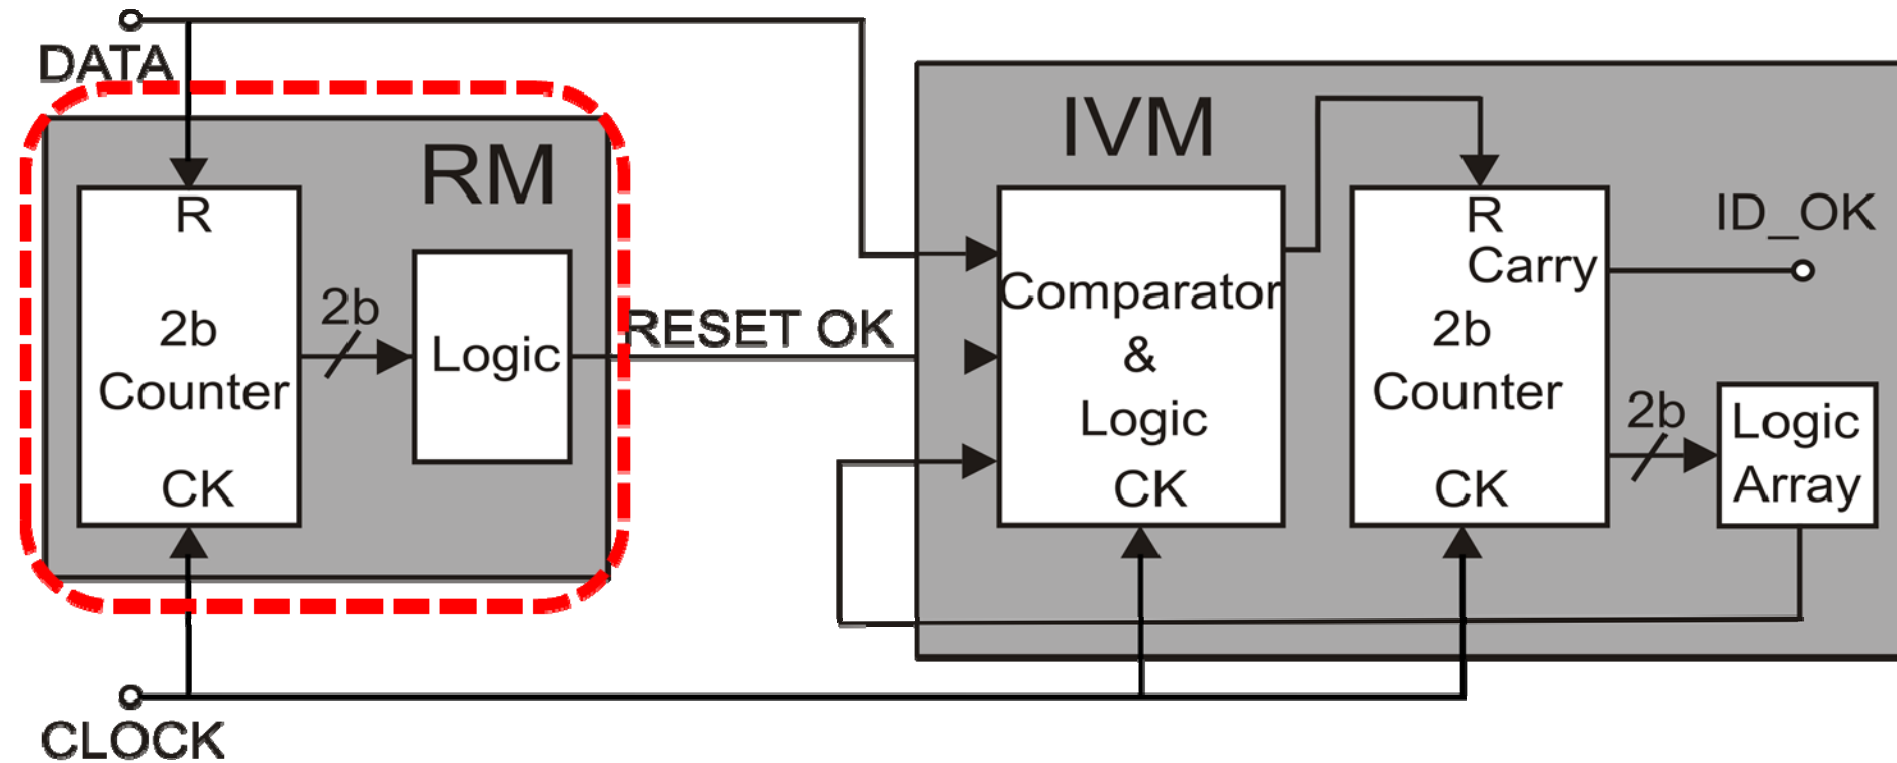 DATA
RM
R
2b
Counter
CK
2b
Logic
RESET OK
IVM
Comparator
&
Logic
CK
R
Carry
2b
Counter
CK
ID_OK
2b
Logic
Array
CLOCK